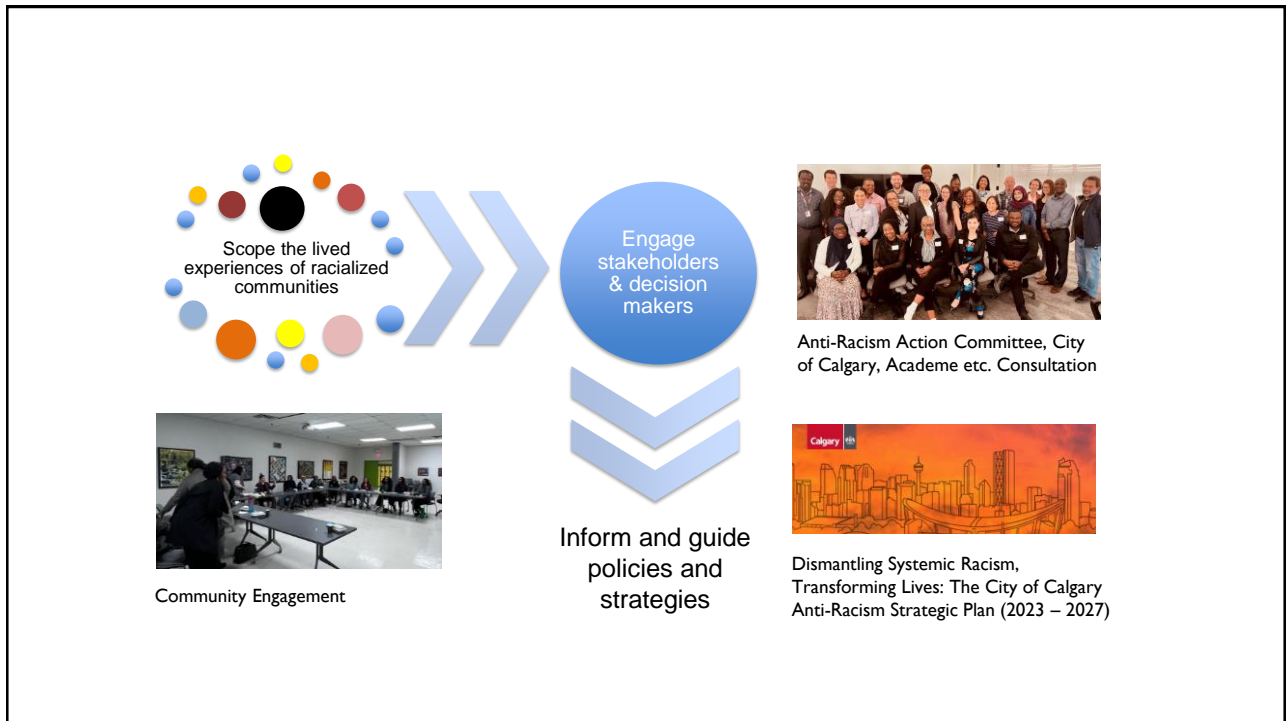 Scope the lived
experiences of racialized
communities
Engage
stakeholders
& decision
makers
Anti-Racism Action Committee, City
of Calgary, Academe etc. Consultation
Community Engagement
Inform and guide
policies and
strategies
Calgary
Dismantling Systemic Racism,
Transforming Lives: The City of Calgary
Anti-Racism Strategic Plan (2023 – 2027)